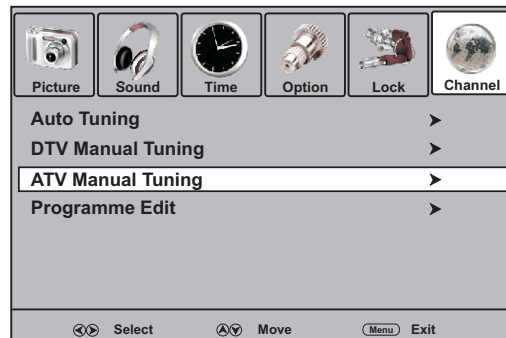 Picture Sound Time Option Lock Channel
Auto Tuning
DTV Manual Tuning
ATV Manual Tuning
Programme Edit
Select Move Menu Exit